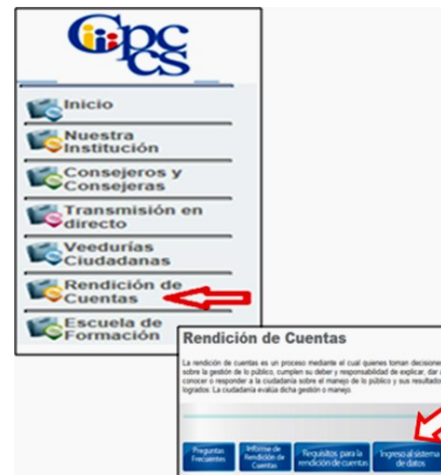 Cpc
CS
Inicio
Nuestra
Institución
Consejeros y
Consejeras
Transmisión en
directo
Veedurías
Ciudadanas
Rendición de
Cuentas
Escuela de
Formación
Rendición de Cuentas
La rendición de cuentas es un proceso mediante el cual quienes toman decisiones
sobre la gestión de lo público, cumplen su deber y responsabilidad de explicar, dar a
conocer o responder a la ciudadanía sobre el manejo de lo público y sus resultados
logrados. La ciudadanía evalúa dicha gestión o manejo.
Preguntas
Frecuentes
Informe de
Rendición de
Cuentas
Requisitos para la
rendición de cuentas
Ingreso al sistema
de datos